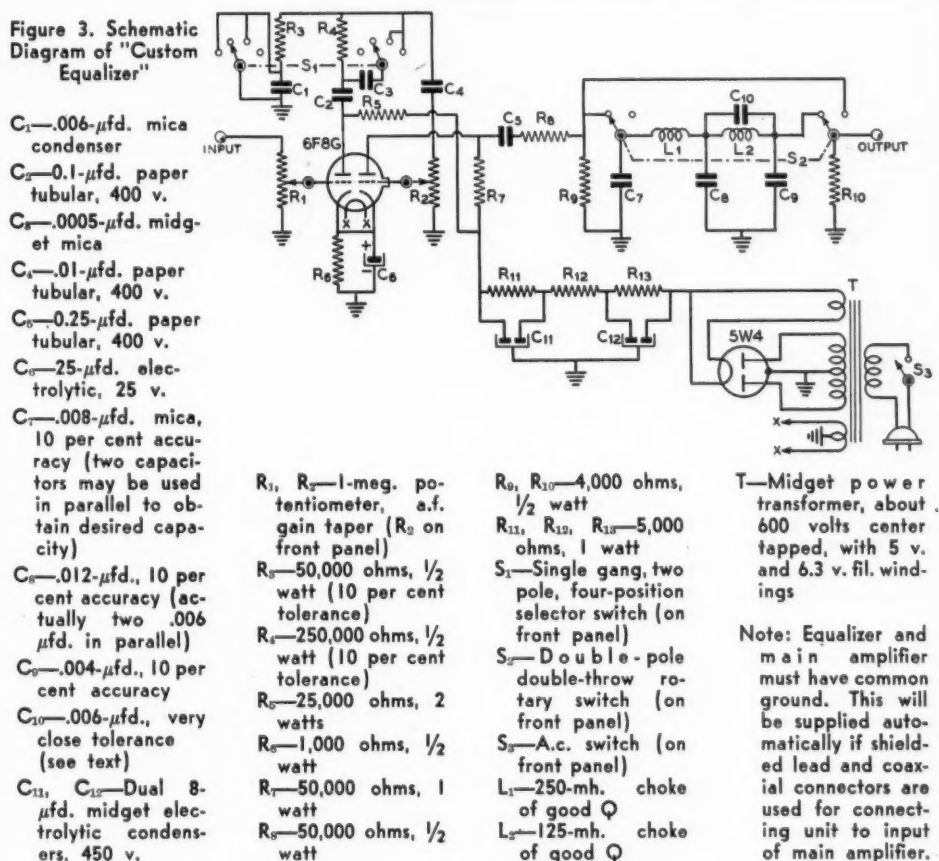 Figure 3. Schematic
Diagram of "Custom
Equalizer"
C₁—.006-μfd. mica
condenser
C₂—0.1-μfd. paper
tubular, 400 v.
C₃—.0005-μfd. midg-
et mica
C₄—.01-μfd. paper
tubular, 400 v.
C₅—0.25-μfd. paper
tubular, 400 v.
C₆—25-μfd. elec-
trolytic, 25 v.
C₇—.008-μfd. mica,
10 per cent accu-
racy (two capaci-
tors may be used
in parallel to ob-
tain desired capa-
city)
C₈—.012-μfd., 10 per
cent accuracy (ac-
tually two .006
μfd. in parallel)
C₉—.004-μfd., 10 per
cent accuracy
C₁₀—.006-μfd., very
close tolerance
(see text)
C₁₁, C₁₂—Dual 8-
μfd. midget elec-
trolytic condens-
ers, 450 v.
R₃
R₄
S₁
C₁
C₂
C₃
C₄
R₅
INPUT
6F8G
R₁
R₂
X X
R₆
+
−
C₆
C₅
R₈
R₇
R₉
C₇
L₁
C₁₀
L₂
S₂
C₈
C₉
R₁₀
OUTPUT
R₁₁
R₁₂
R₁₃
C₁₁
C₁₂
5W4
T
S₃
X
X
R₁, R₂—1-meg. po-
tentiometer, a.f.
gain taper (R₂ on
front panel)
R₃—50,000 ohms, ½
watt (10 per cent
tolerance)
R₄—250,000 ohms, ½
watt (10 per cent
tolerance)
R₅—25,000 ohms, 2
watts
R₆—1,000 ohms, ½
watt
R₇—50,000 ohms, 1
watt
R₈—50,000 ohms, ½
watt
R₉, R₁₀—4,000 ohms,
½ watt
R₁₁, R₁₂, R₁₃—5,000
ohms, 1 watt
S₁—Single gang, two
pole, four-position
selector switch (on
front panel)
S₂—Double-pole
double-throw ro-
tary switch (on
front panel)
S₃—A.c. switch (on
front panel)
L₁—250-mh. choke
of good Q
L₂—125-mh. choke
of good Q
T—Midget power
transformer, about
600 volts center
tapped, with 5 v.
and 6.3 v. fil. wind-
ings
Note: Equalizer and
main amplifier
must have common
ground. This will
be supplied auto-
matically if shield-
ed lead and coax-
ial connectors are
used for connect-
ing unit to input
of main amplifier.